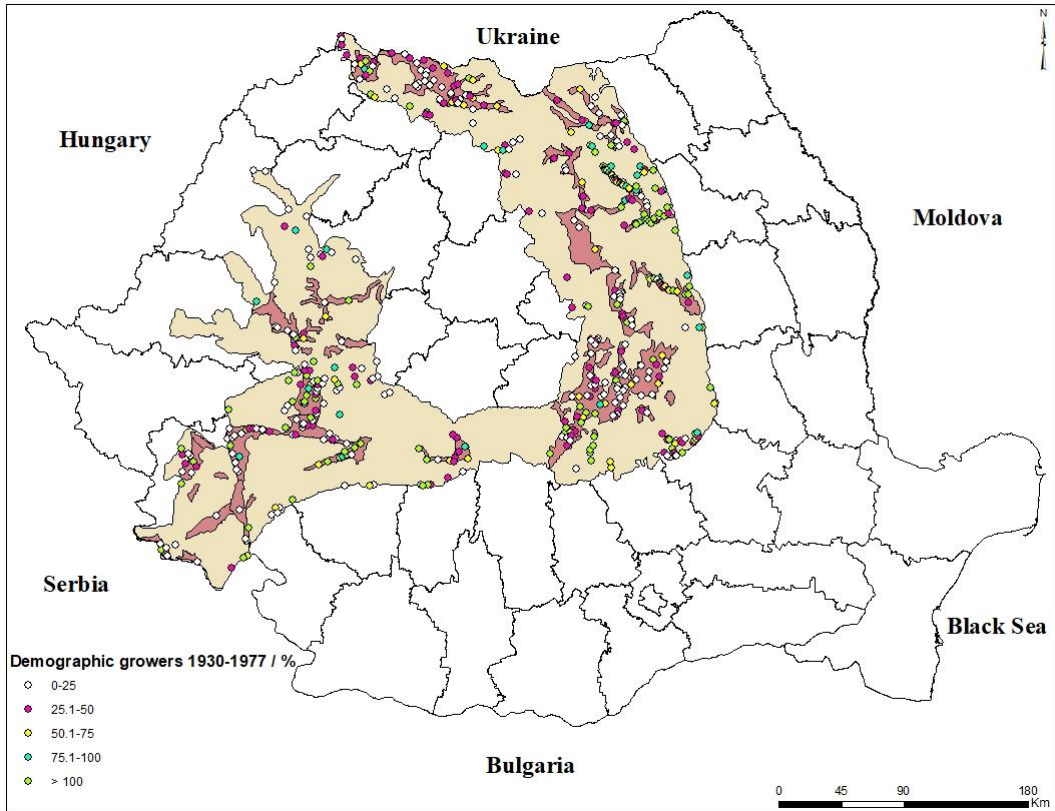 Ukraine
N
Hungary
Moldova
Serbia
Black Sea
Demographic growers 1930-1977 / %
0-25
25.1-50
50.1-75
75.1-100
> 100
Bulgaria
0 45 90 180
Km